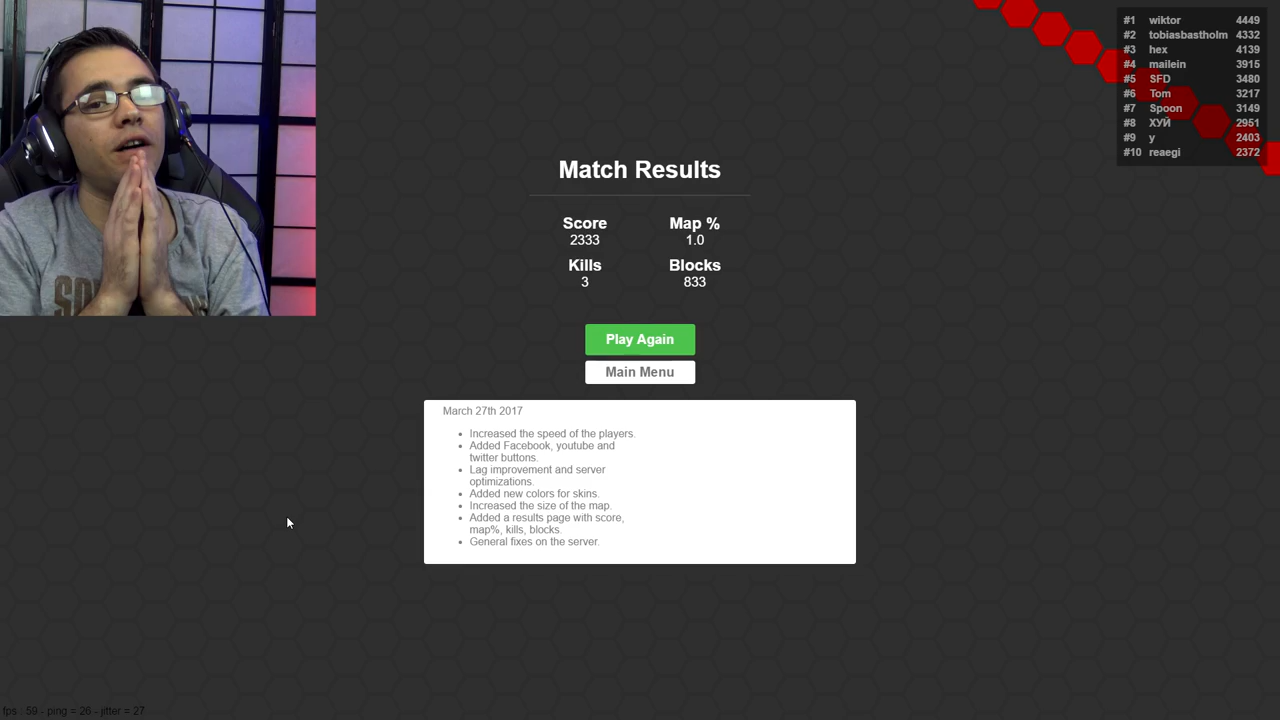 #1 wiktor 4449
#2 tobiasbastholm 4332
#3 hex 4139
#4 mailein 3915
#5 SFD 3480
#6 Tom 3217
#7 Spoon 3149
#8 ХУЙ 2951
#9 y 2403
#10 reaegi 2372
Match Results
Score Map %
2333 1.0
Kills Blocks
3 833
Play Again
Main Menu
March 27th 2017
Increased the speed of the players.
Added Facebook, youtube and
twitter buttons.
Lag improvement and server
optimizations.
Added new colors for skins.
Increased the size of the map.
Added a results page with score,
map%, kills, blocks.
General fixes on the server.
fps : 59 - ping = 26 - jitter = 27